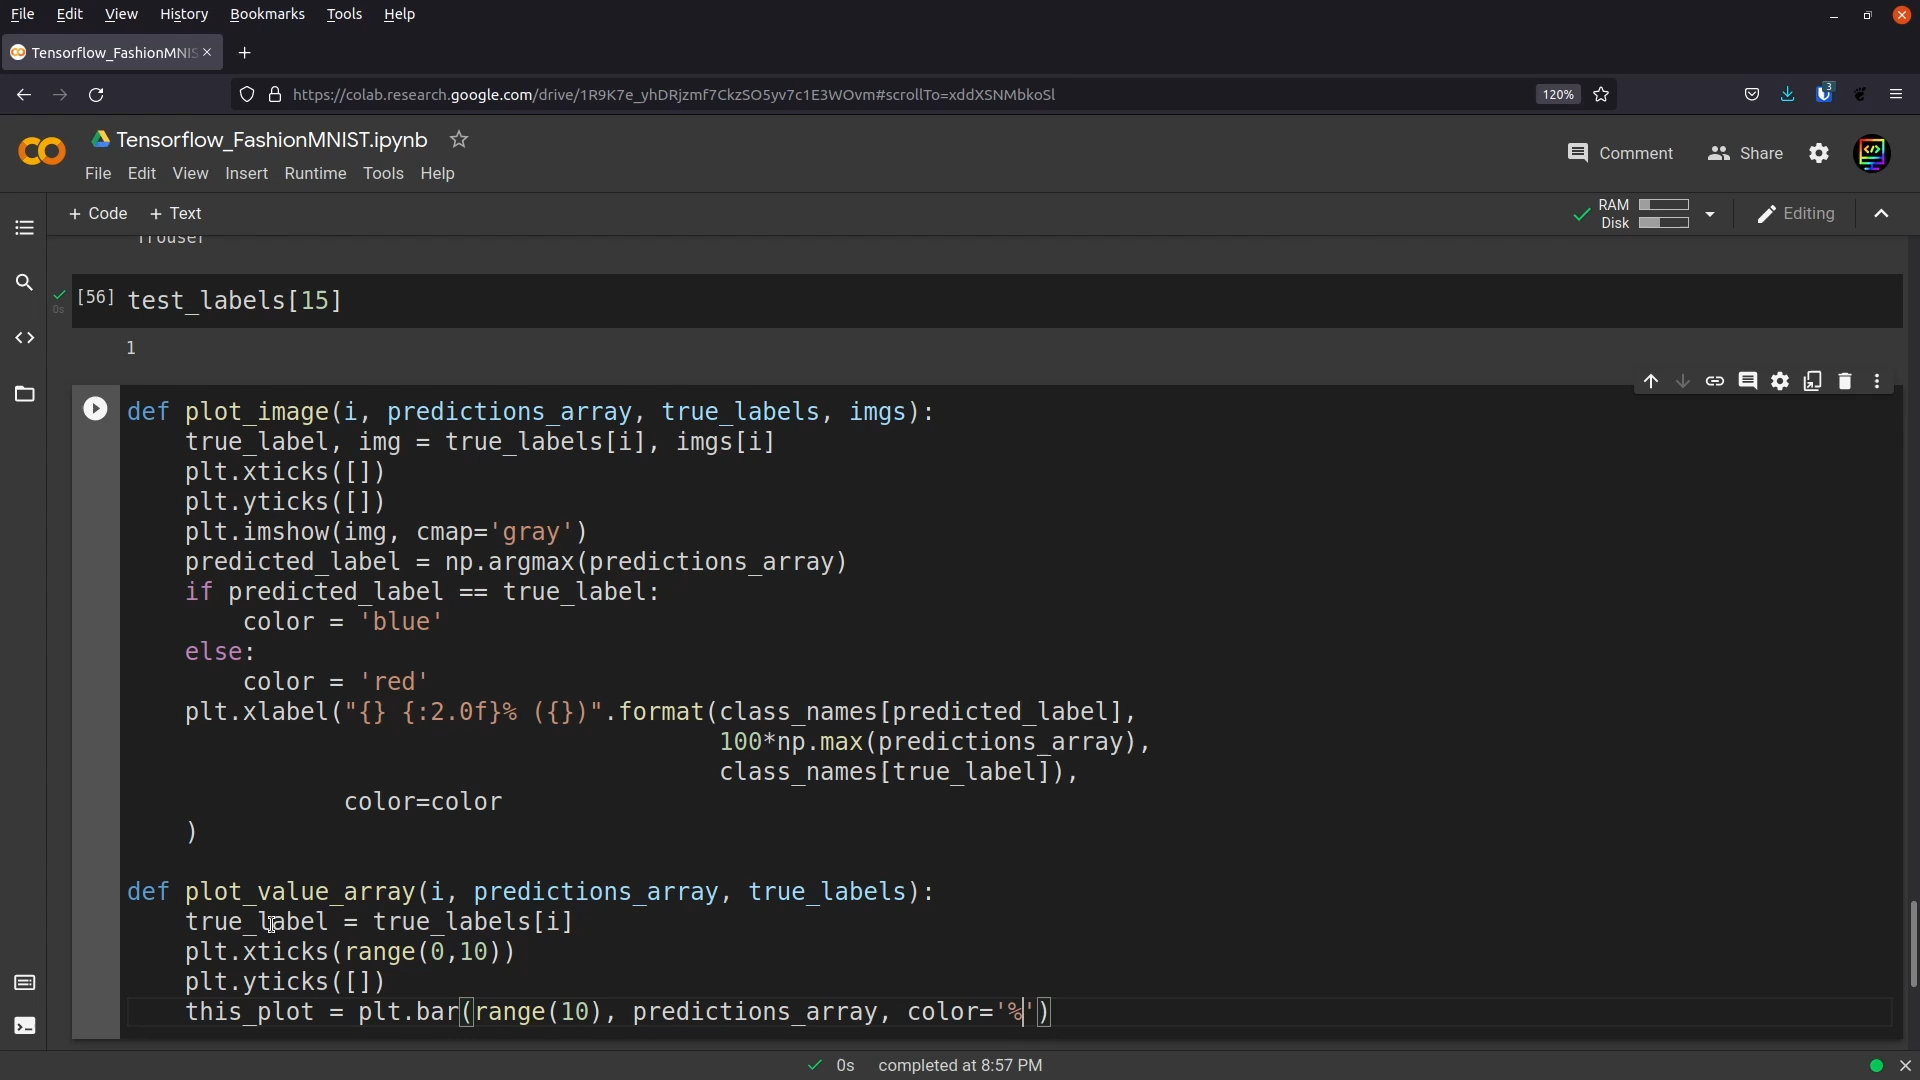 File Edit View History Bookmarks Tools Help
Tensorflow_FashionMNIS
https://colab.research.google.com/drive/1R9K7e_yhDRjzmf7CkzSO5yv7c1E3WOvm#scrollTo=xddXSNMbkoSl 120% 3
Tensorflow_FashionMNIST.ipynb
Comment Share
File Edit View Insert Runtime Tools Help
+ Code + Text RAM Disk Editing
Trouser
[56] test_labels[15]
0s
1
def plot_image(i, predictions_array, true_labels, imgs):
    true_label, img = true_labels[i], imgs[i]
    plt.xticks([])
    plt.yticks([])
    plt.imshow(img, cmap='gray')
    predicted_label = np.argmax(predictions_array)
    if predicted_label == true_label:
        color = 'blue'
    else:
        color = 'red'
    plt.xlabel("{} {:2.0f}% ({})".format(class_names[predicted_label],
                                         100*np.max(predictions_array),
                                         class_names[true_label]),
               color=color
    )
def plot_value_array(i, predictions_array, true_labels):
    true_label = true_labels[i]
    plt.xticks(range(0,10))
    plt.yticks([])
    this_plot = plt.bar(range(10), predictions_array, color='%')
0s completed at 8:57 PM